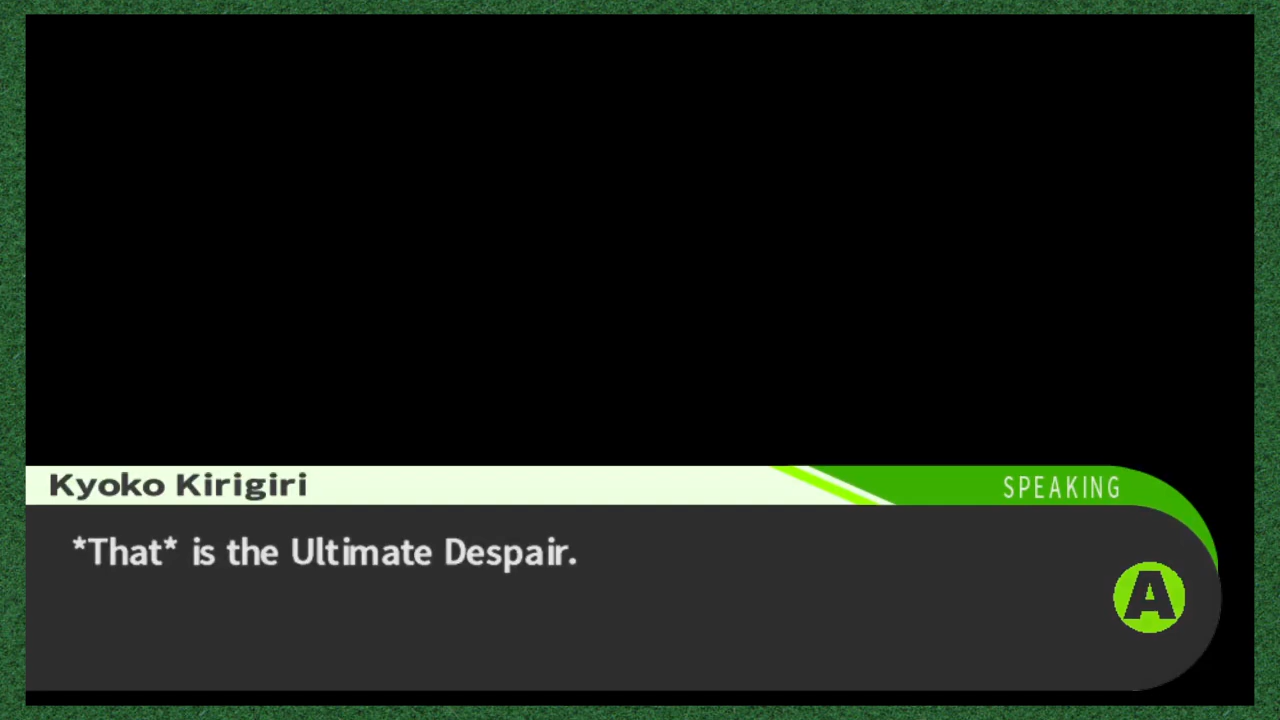 Kyoko Kirigiri
SPEAKING
*That* is the Ultimate Despair.
A